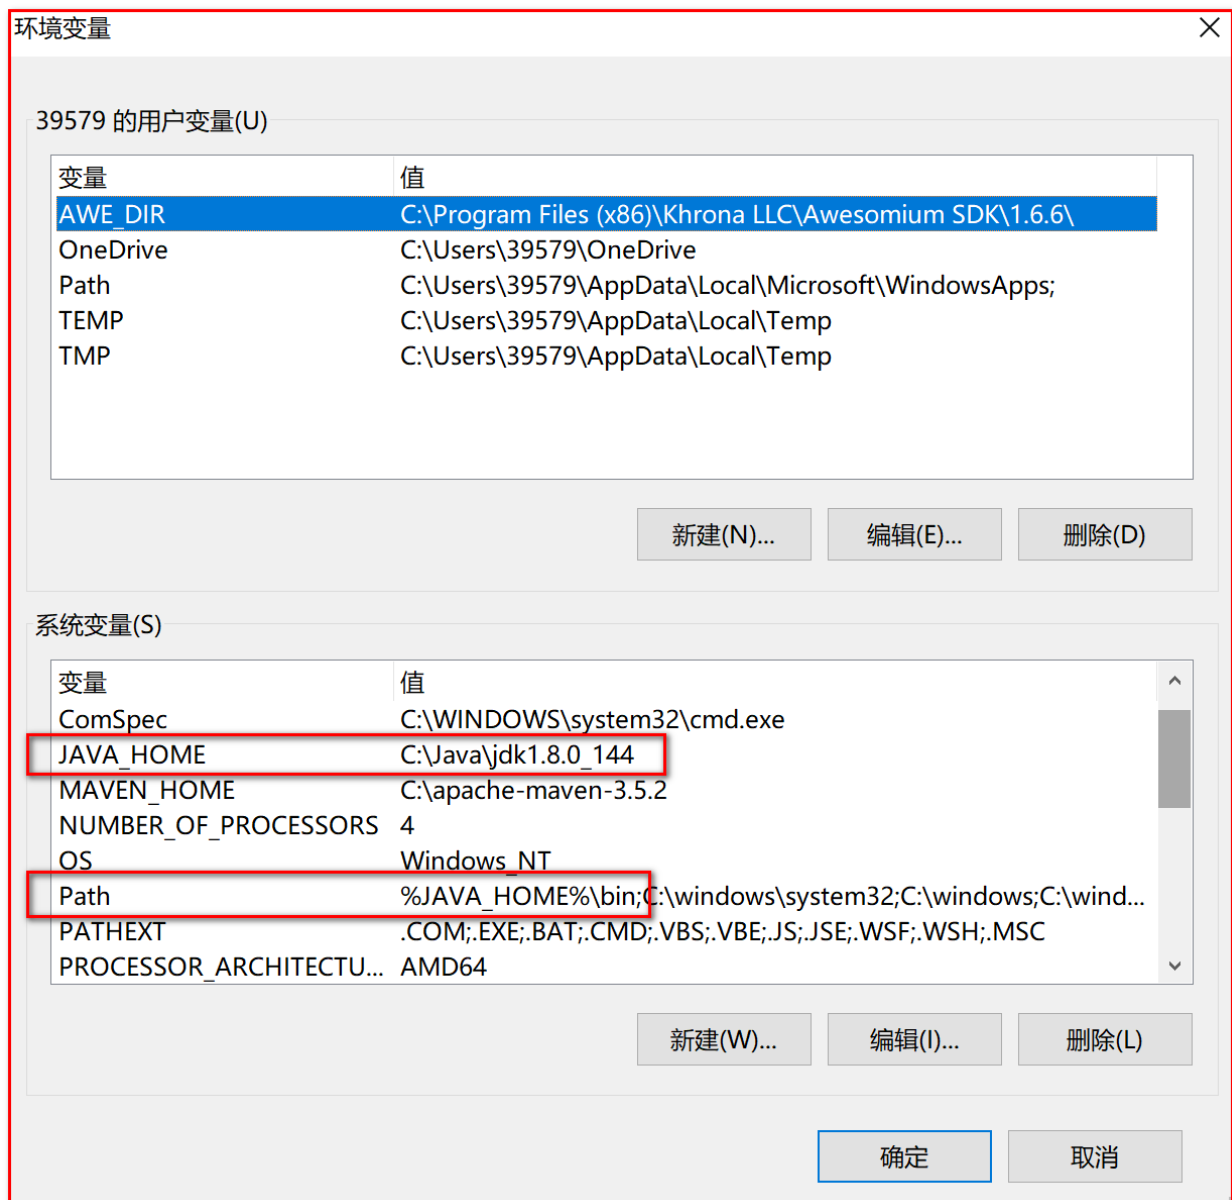 环境变量
39579 的用户变量(U)
变量 值
AWE_DIR C:\Program Files (x86)\Khrona LLC\Awesomium SDK\1.6.6\
OneDrive C:\Users\39579\OneDrive
Path C:\Users\39579\AppData\Local\Microsoft\WindowsApps;
TEMP C:\Users\39579\AppData\Local\Temp
TMP C:\Users\39579\AppData\Local\Temp
新建(N)... 编辑(E)... 删除(D)
系统变量(S)
变量 值
ComSpec C:\WINDOWS\system32\cmd.exe
JAVA_HOME C:\Java\jdk1.8.0_144
MAVEN_HOME C:\apache-maven-3.5.2
NUMBER_OF_PROCESSORS 4
OS Windows_NT
Path %JAVA_HOME%\bin;C:\windows\system32;C:\windows;C:\wind...
PATHEXT .COM;.EXE;.BAT;.CMD;.VBS;.VBE;.JS;.JSE;.WSF;.WSH;.MSC
PROCESSOR_ARCHITECTU... AMD64
新建(W)... 编辑(I)... 删除(L)
确定 取消